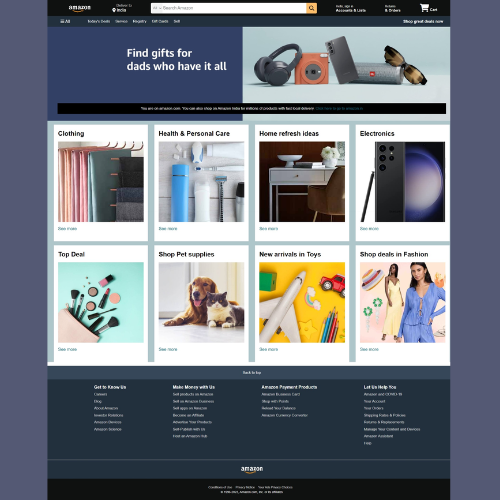 amazon
Deliver to
India
All
Search Amazon
Hello, sign in
Accounts & Lists
Returns
& Orders
Cart
All
Today's Deals
Service
Registry
Gift Cards
Sell
Shop great deals now
Find gifts for
dads who have it all
You are on amazon.com. You can also shop on Amazon India for millions of products with fast local delivery. Click here to go to amazon.in
Clothing
Health & Personal Care
Home refresh ideas
Electronics
See more
See more
See more
See more
Top Deal
Shop Pet supplies
New arrivals in Toys
Shop deals in Fashion
See more
See more
See more
See more
Back to top
Get to Know Us
Careers
Blog
About Amazon
Investor Relations
Amazon Devices
Amazon Science
Make Money with Us
Sell products on Amazon
Sell on Amazon Business
Sell apps on Amazon
Become an Affiliate
Advertise Your Products
Self-Publish with Us
Host an Amazon Hub
Amazon Payment Products
Amazon Business Card
Shop with Points
Reload Your Balance
Amazon Currency Converter
Let Us Help You
Amazon and COVID-19
Your Account
Your Orders
Shipping Rates & Policies
Returns & Replacements
Manage Your Content and Devices
Amazon Assistant
Help
amazon
Conditions of Use
Privacy Notice
Your Ads Privacy Choices
© 1996-2023, Amazon.com, Inc. or its affiliates